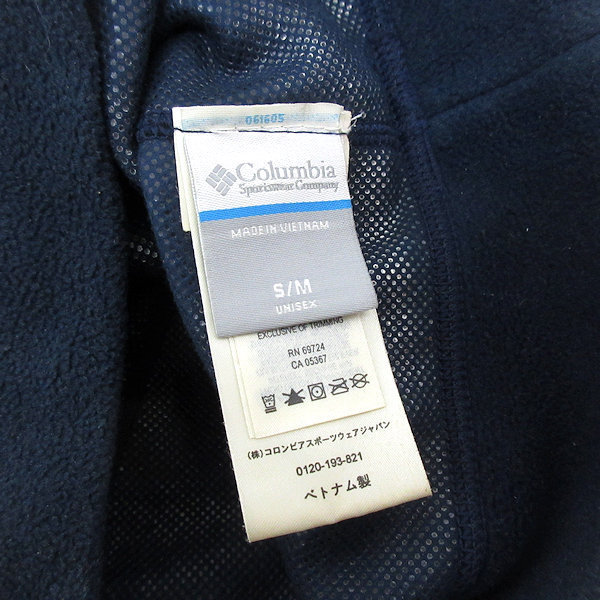 061605
Columbia
Sportswear Company
MADE IN VIETNAM
S/M
UNISEX
EXCLUSIVE OF TRIMMING
RN 69724
CA 05367
(株)コロンビアスポーツウェアジャパン
0120-193-821
ベトナム製